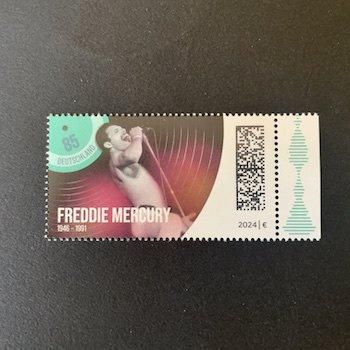 85
DEUTSCHLAND
FREDDIE MERCURY
1946 - 1991
2024 | €